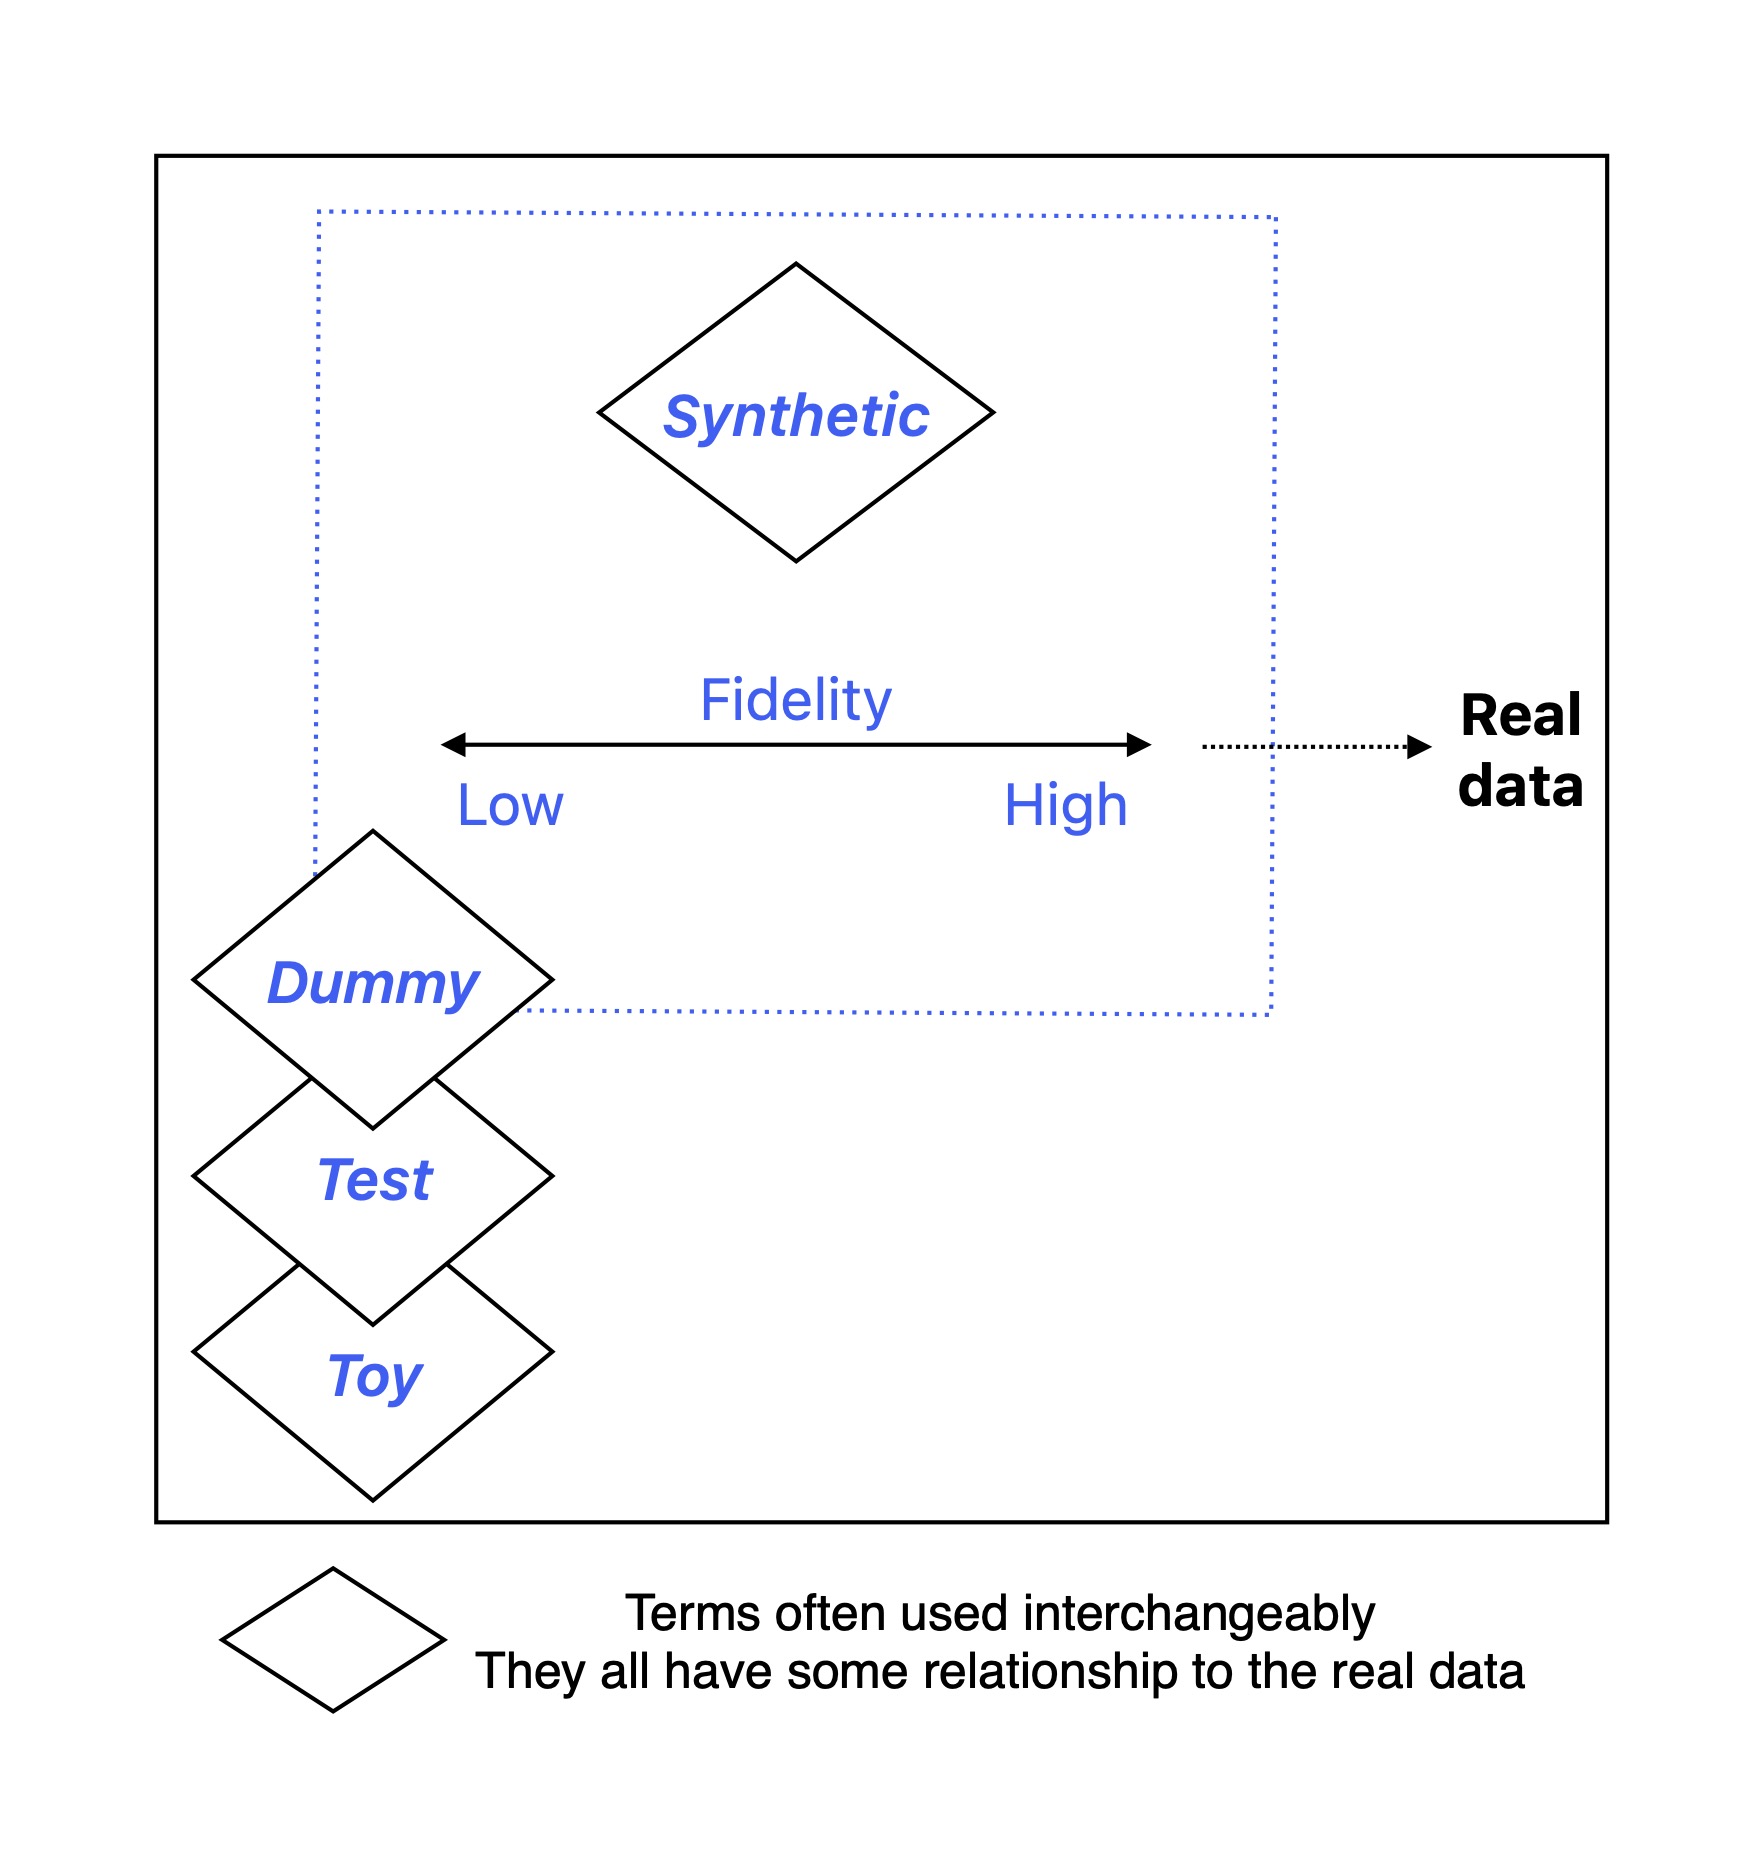 Synthetic
Fidelity
Low
High
Real
data
Dummy
Test
Toy
Terms often used interchangeably
They all have some relationship to the real data